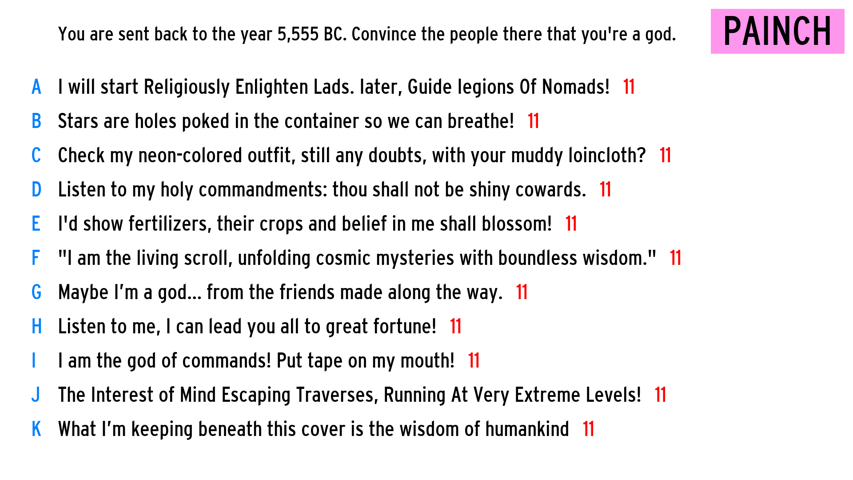 You are sent back to the year 5,555 BC. Convince the people there that you're a god.
PAINCH
A I will start Religiously Enlighten Lads. later, Guide legions Of Nomads! 11
B Stars are holes poked in the container so we can breathe! 11
C Check my neon-colored outfit, still any doubts, with your muddy loincloth? 11
D Listen to my holy commandments: thou shall not be shiny cowards. 11
E I'd show fertilizers, their crops and belief in me shall blossom! 11
F "I am the living scroll, unfolding cosmic mysteries with boundless wisdom." 11
G Maybe I'm a god... from the friends made along the way. 11
H Listen to me, I can lead you all to great fortune! 11
I I am the god of commands! Put tape on my mouth! 11
J The Interest of Mind Escaping Traverses, Running At Very Extreme Levels! 11
K What I'm keeping beneath this cover is the wisdom of humankind 11